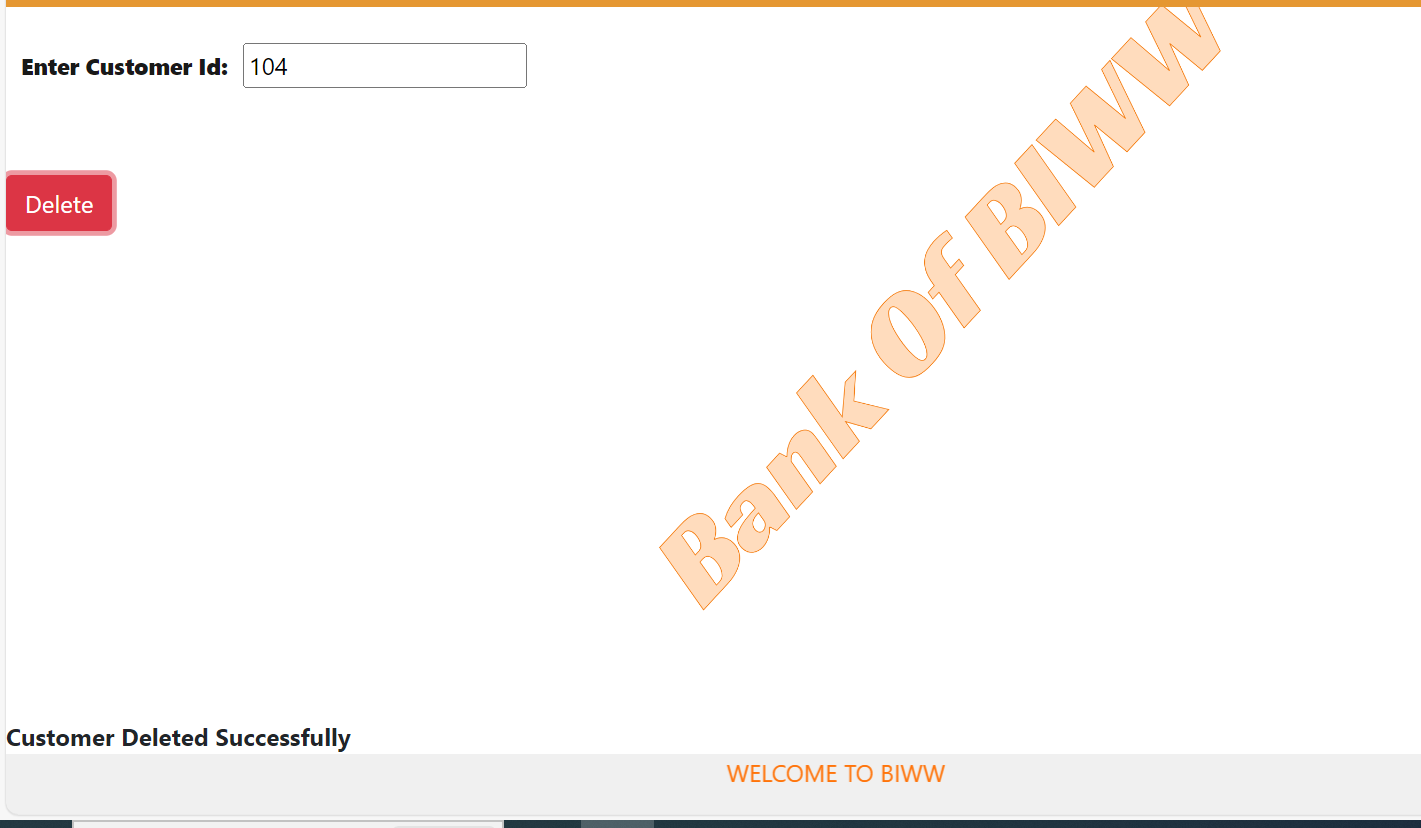 Enter Customer Id: 104
Delete
Bank Of BIWW
Customer Deleted Successfully
WELCOME TO BIWW